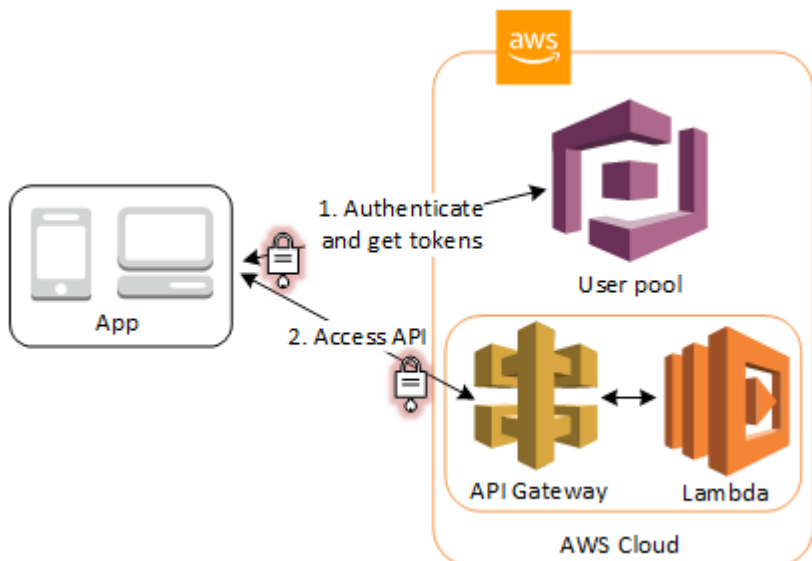 aws
1. Authenticate
and get tokens
User pool
App
2. Access API
API Gateway
Lambda
AWS Cloud